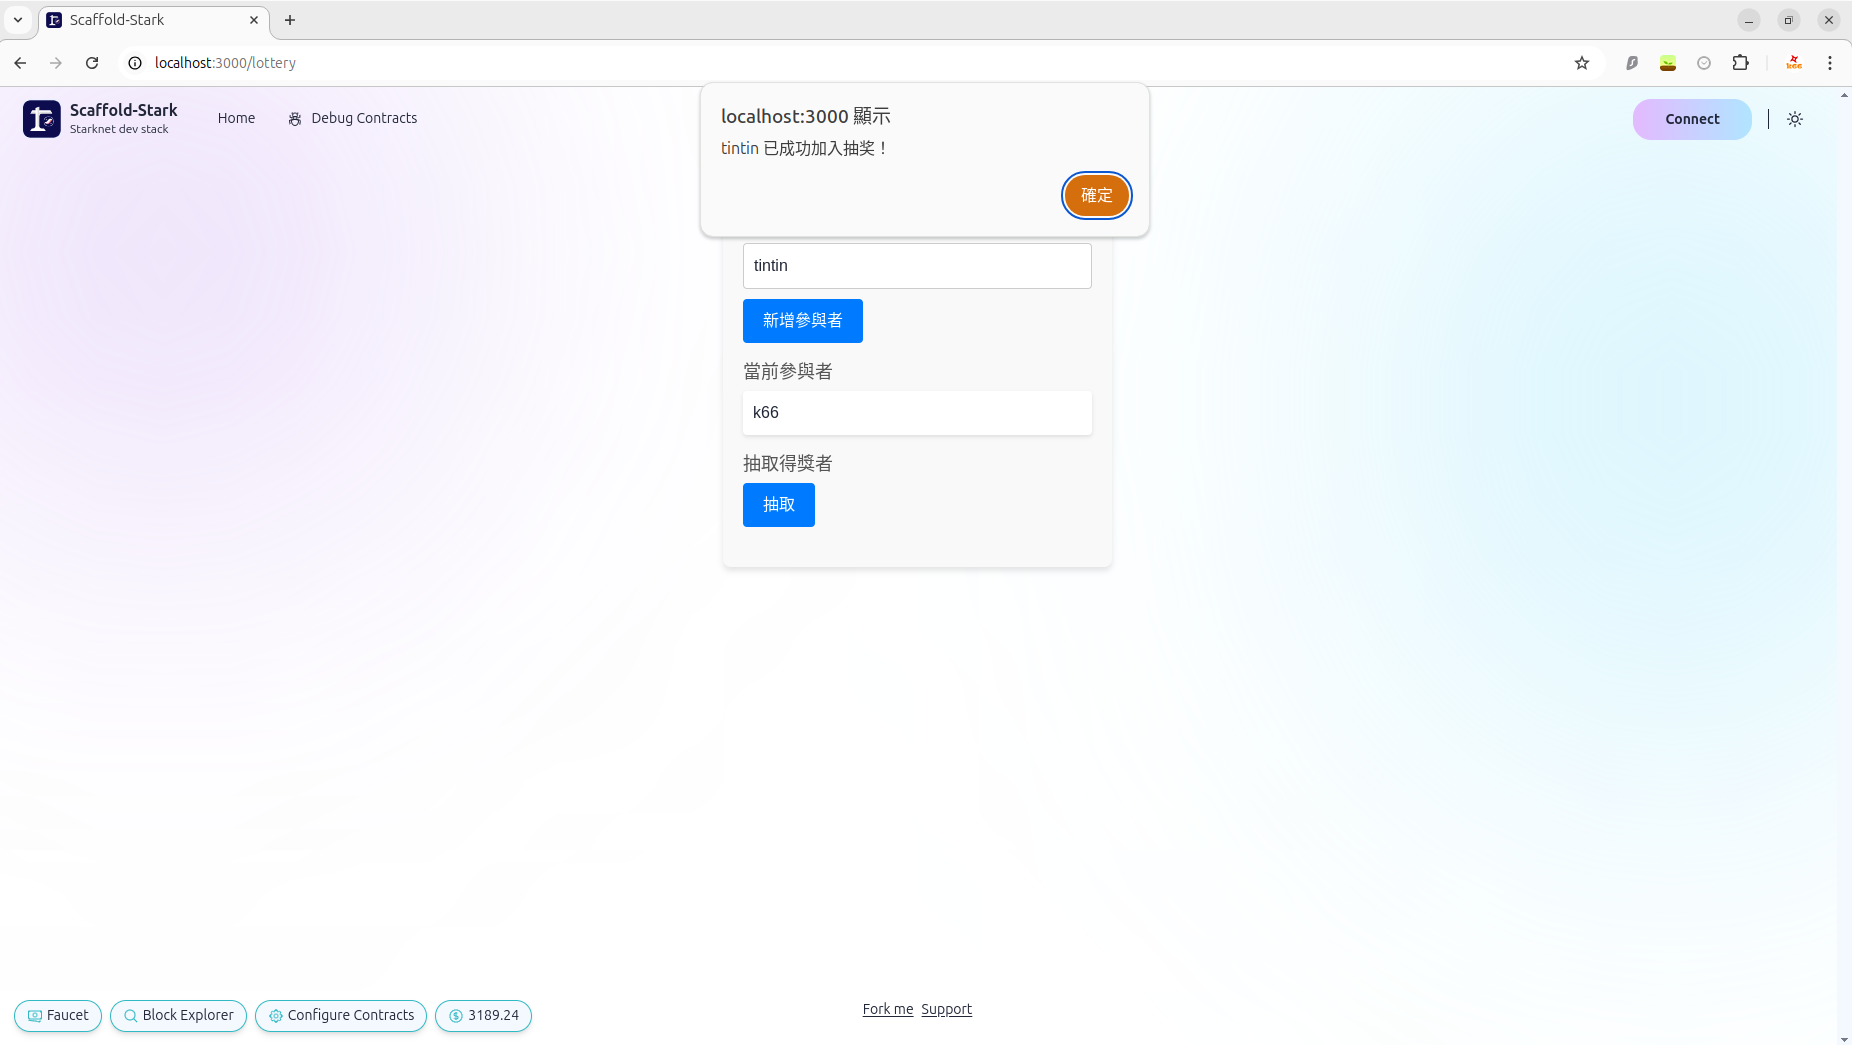 Scaffold-Stark
localhost:3000/lottery
Scaffold-Stark
Starknet dev stack
Home
Debug Contracts
Connect
localhost:3000 顯示
tintin 已成功加入抽奖！
確定
tintin
新增參與者
當前參與者
k66
抽取得獎者
抽取
Fork me Support
Faucet
Block Explorer
Configure Contracts
3189.24